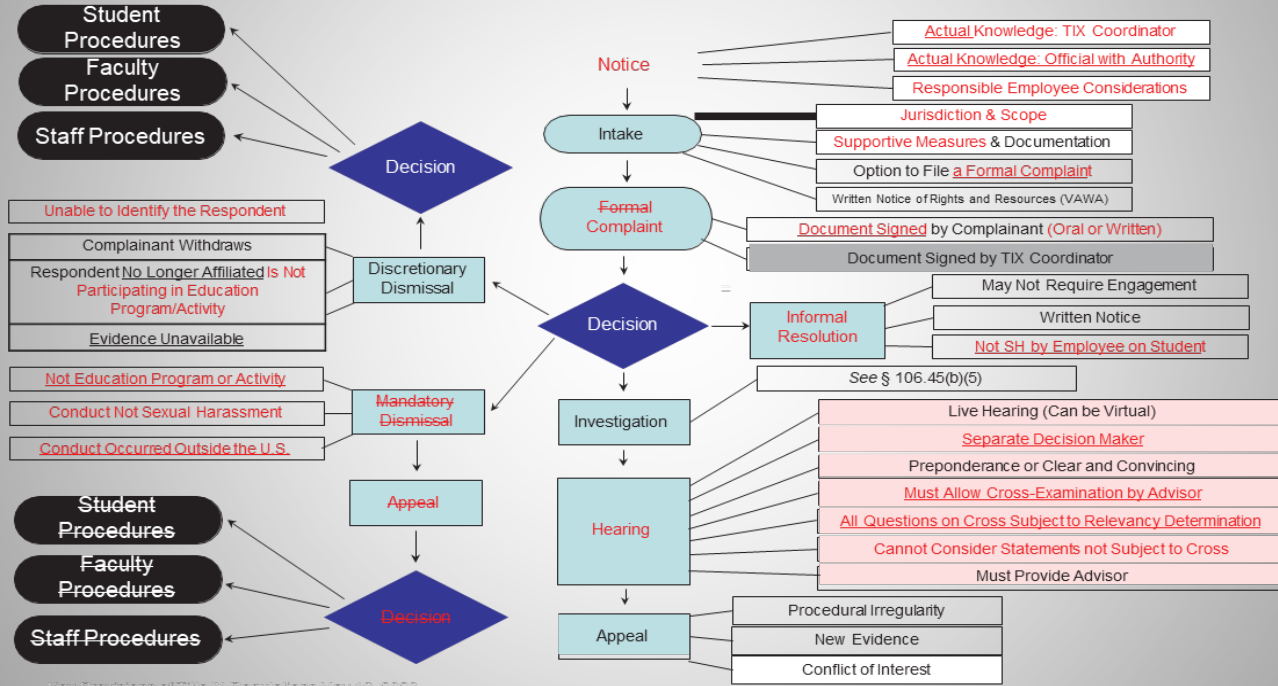 Student
Procedures
Faculty
Procedures
Staff Procedures
Decision
Unable to Identify the Respondent
Complainant Withdraws
Respondent No Longer Affiliated Is Not
Participating in Education
Program/Activity
Evidence Unavailable
Discretionary
Dismissal
Not Education Program or Activity
Conduct Not Sexual Harassment
Conduct Occurred Outside the U.S.
Mandatory
Dismissal
Appeal
Student
Procedures
Faculty
Procedures
Staff Procedures
Decision
Notice
Actual Knowledge: TIX Coordinator
Actual Knowledge: Official with Authority
Responsible Employee Considerations
Intake
Jurisdiction & Scope
Supportive Measures & Documentation
Option to File a Formal Complaint
Written Notice of Rights and Resources (VAWA)
Formal
Complaint
Document Signed by Complainant (Oral or Written)
Document Signed by TIX Coordinator
Decision
Informal
Resolution
May Not Require Engagement
Written Notice
Not SH by Employee on Student
Investigation
See § 106.45(b)(5)
Hearing
Live Hearing (Can be Virtual)
Separate Decision Maker
Preponderance or Clear and Convincing
Must Allow Cross-Examination by Advisor
All Questions on Cross Subject to Relevancy Determination
Cannot Consider Statements not Subject to Cross
Must Provide Advisor
Appeal
Procedural Irregularity
New Evidence
Conflict of Interest